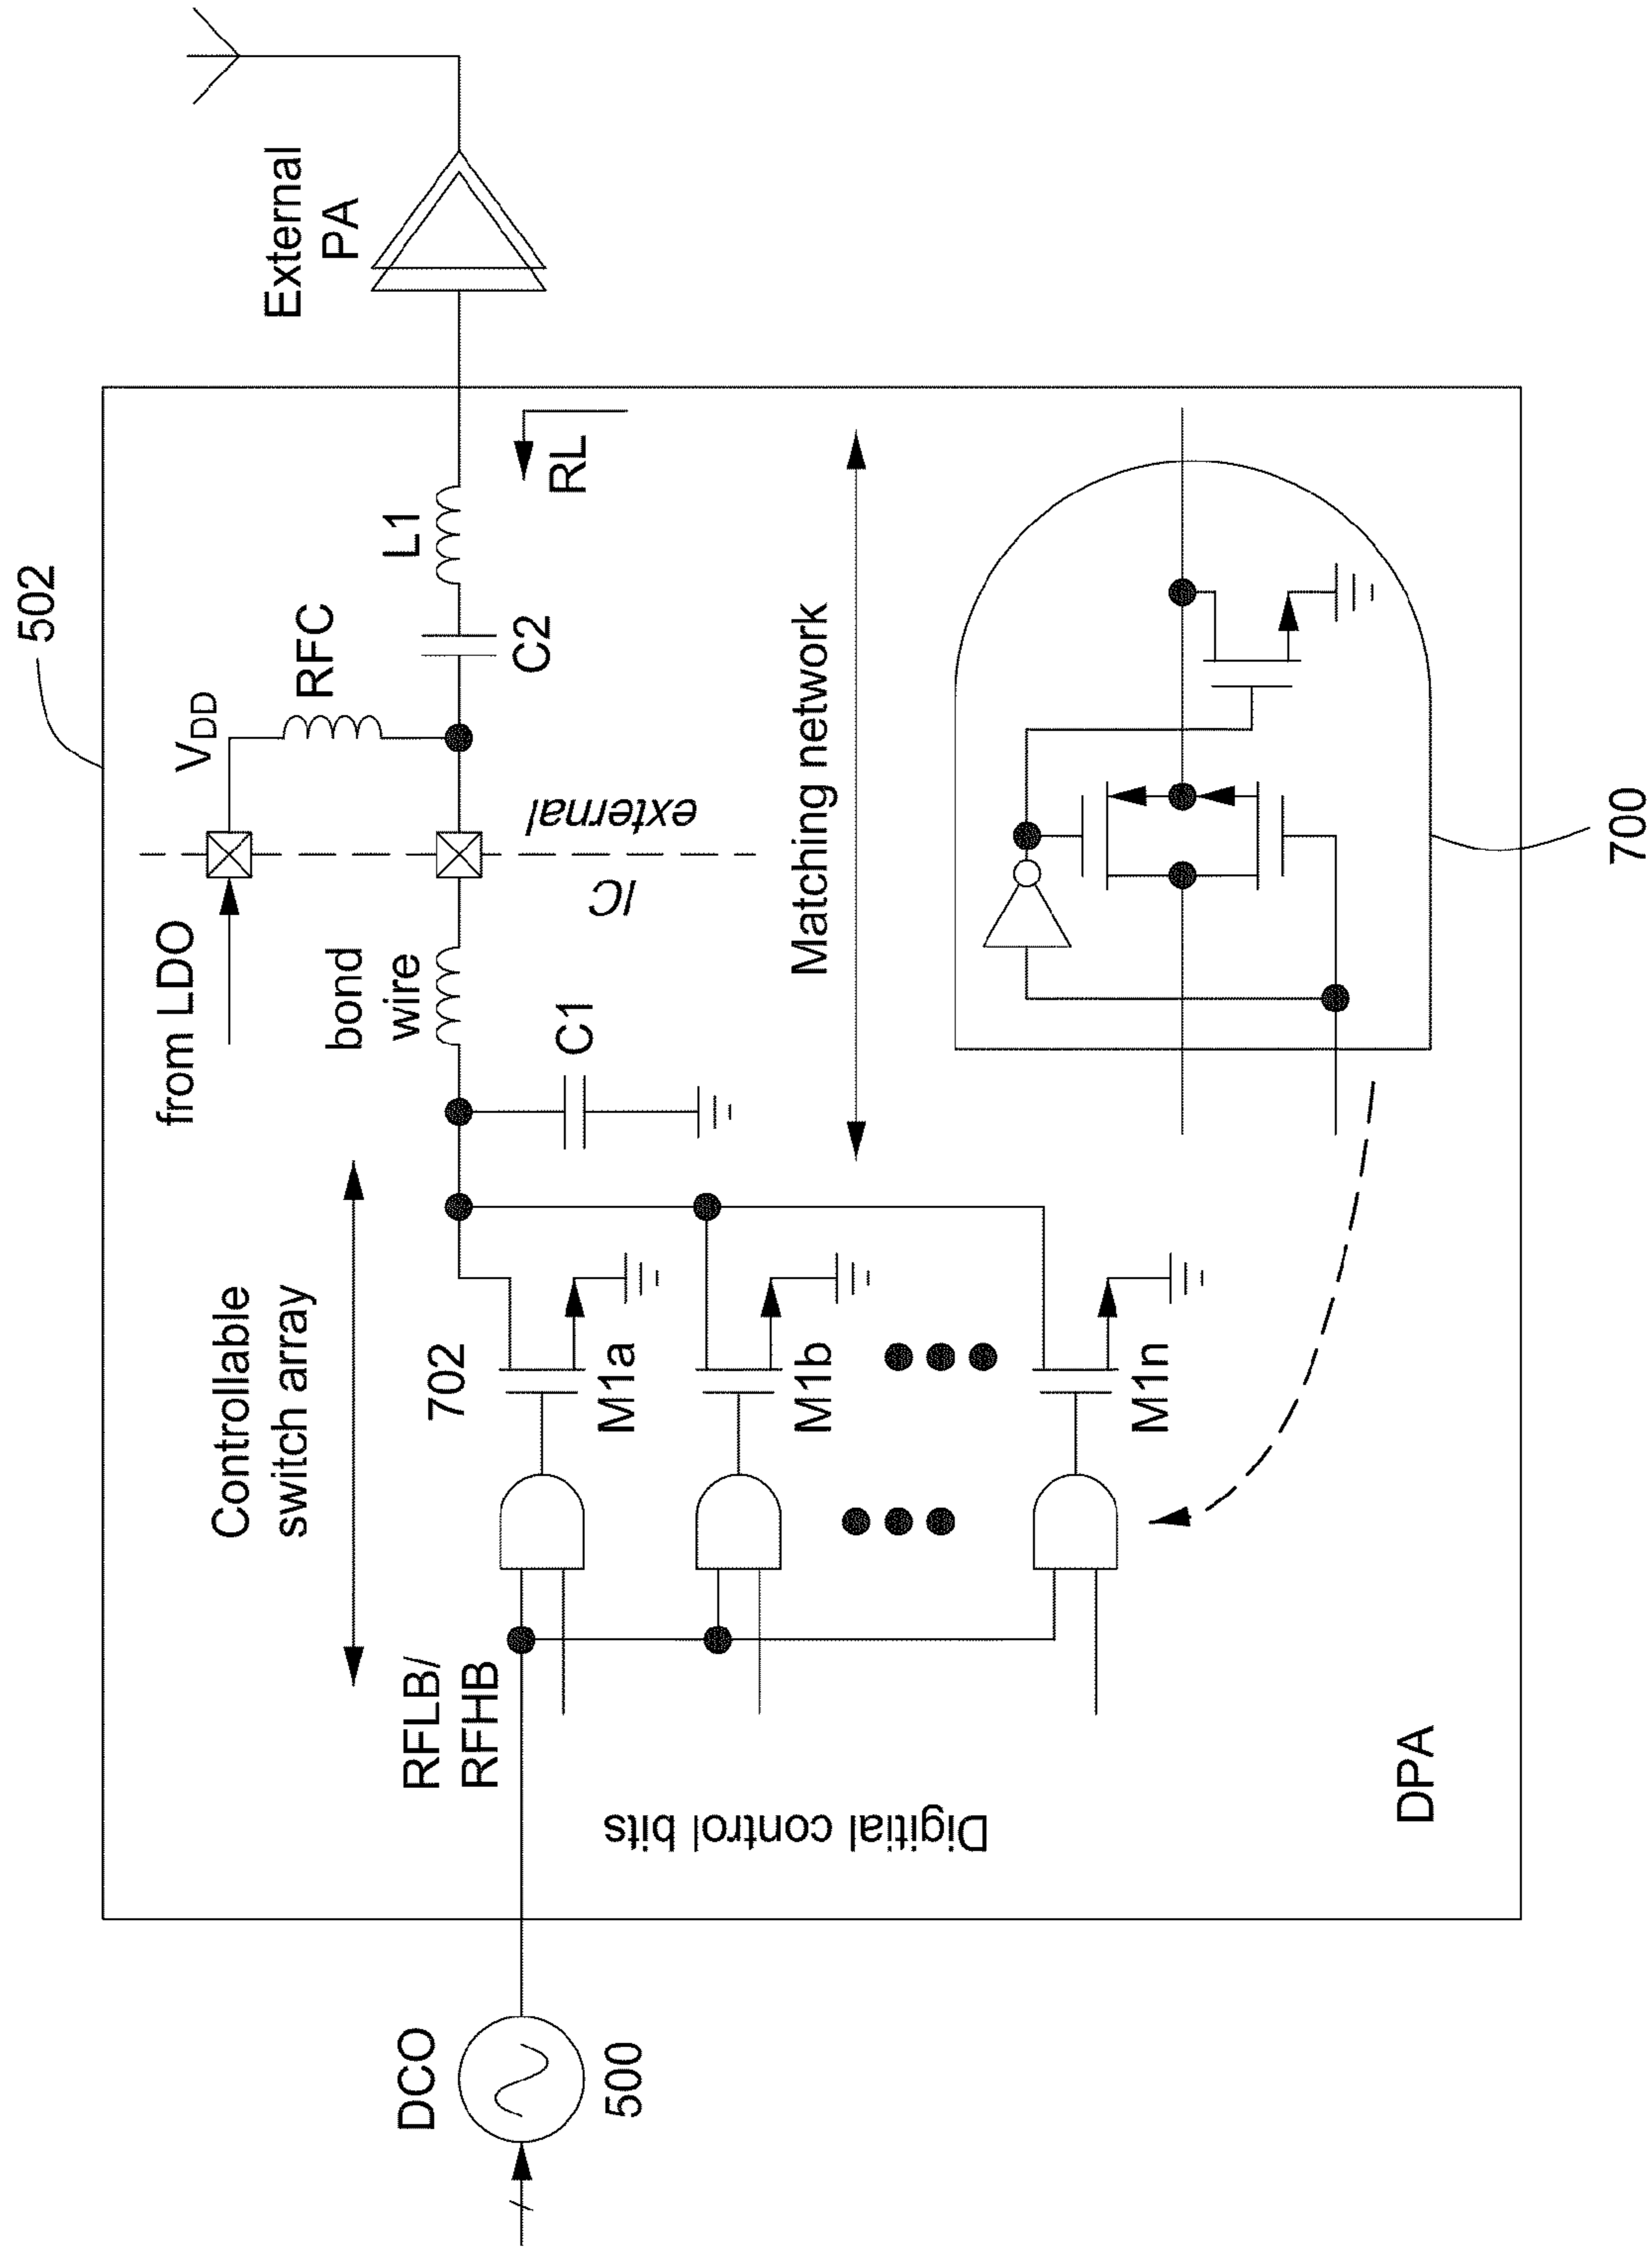 502
from LDO
V_DD
RFC
External
PA
Controllable
switch array
bond
wire
L1
C2
RL
C1
IC
external
DCO
500
RFLB/
RFHB
702
M1a
M1b
M1n
Matching network
Digitial control bits
DPA
700